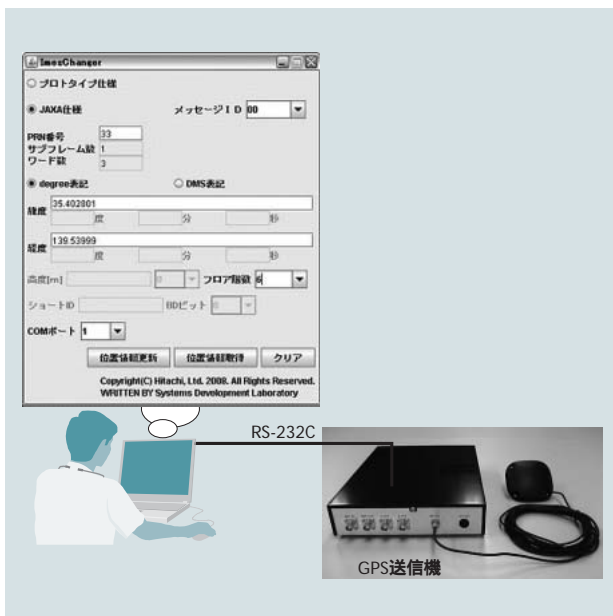 ImesChanger
プロトタイプ仕様
JAXA仕様 メッセージID 00
PRN番号 33
サブフレーム数 1
ワード数 3
degree表記 DMS表記
緯度 35.402801
度 分 秒
経度 139.53999
度 分 秒
高度[m] 0 フロア階数 6
ショートID BDビット 0
COMポート 1
位置情報更新 位置情報取得 クリア
Copyright(C) Hitachi, Ltd. 2008. All Rights Reserved.
WRITTEN BY Systems Development Laboratory
RS-232C
GPS送信機